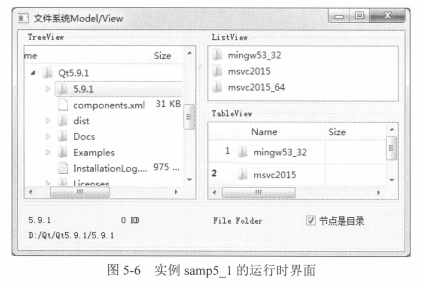 文件系统Model/View
TreeView
me Size
Qt5.9.1
5.9.1
components.xml 31 KB
dist
Docs
Examples
InstallationLog.... 975 ...
Licenses
ListView
mingw53_32
msvc2015
msvc2015_64
TableView
Name Size
1 mingw53_32
2 msvc2015
5.9.1 0 KB File Folder 节点是目录
D:/Qt/Qt5.9.1/5.9.1
图 5-6 实例 samp5_1 的运行时界面